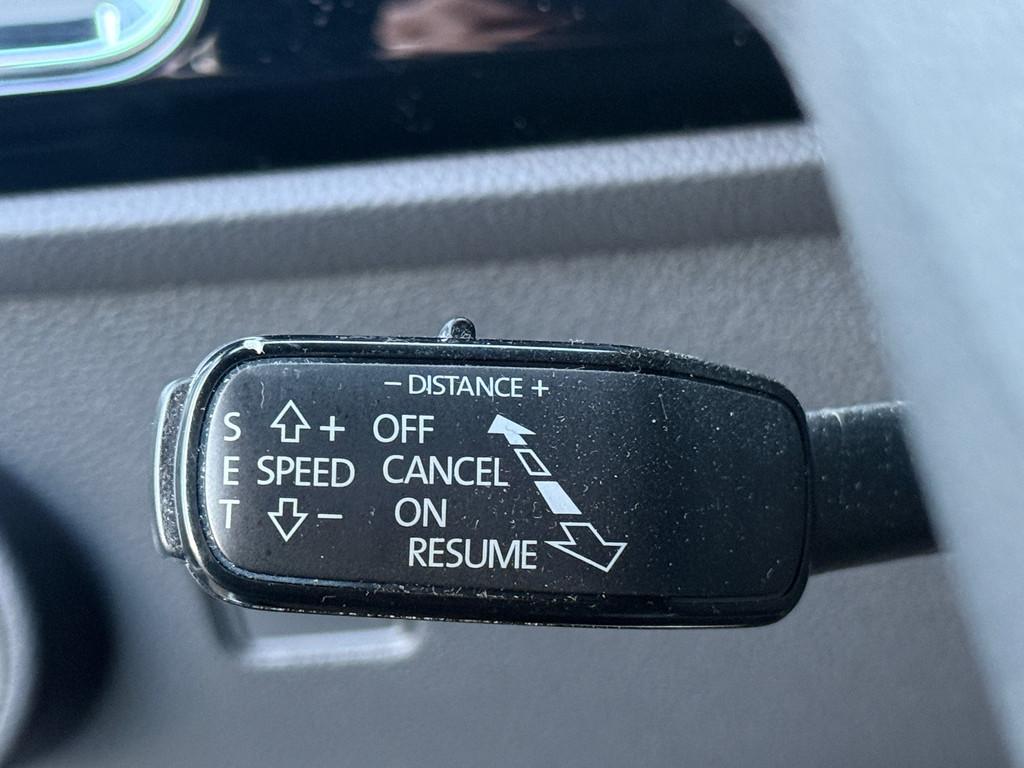 − DISTANCE +
S + OFF
E SPEED CANCEL
T − ON
RESUME